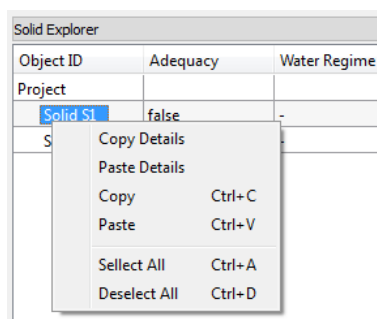 Solid Explorer
Object ID Adequacy Water Regime
Project
Solid S1 false -
S -
Copy Details
Paste Details
Copy Ctrl+C
Paste Ctrl+V
Sellect All Ctrl+A
Deselect All Ctrl+D